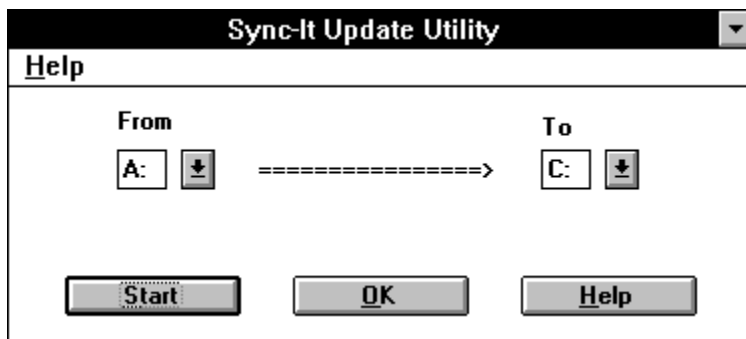 Sync-It Update Utility
Help
From To
A: ===============> C:
Start OK Help